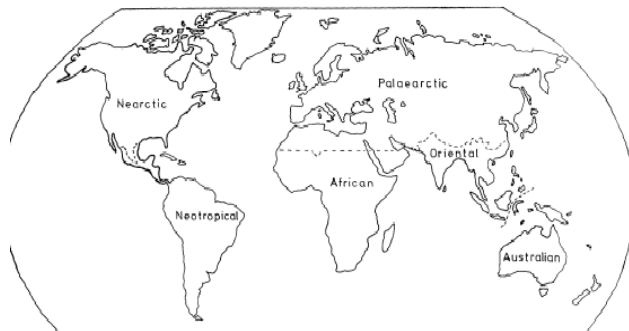 Nearctic
Palaearctic
Oriental
African
Neotropical
Australian